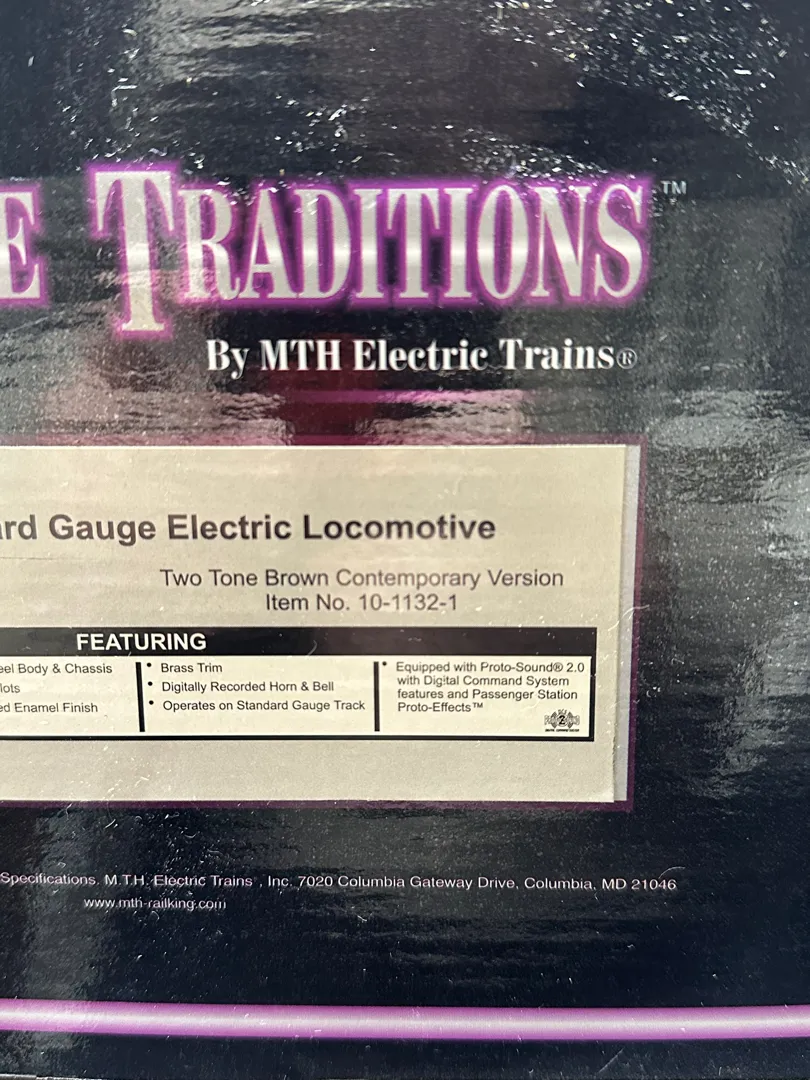 E TRADITIONS™
By MTH Electric Trains®
rd Gauge Electric Locomotive
Two Tone Brown Contemporary Version
Item No. 10-1132-1
FEATURING
eel Body & Chassis
lots
ed Enamel Finish
• Brass Trim
• Digitally Recorded Horn & Bell
• Operates on Standard Gauge Track
• Equipped with Proto-Sound® 2.0
with Digital Command System
features and Passenger Station
Proto-Effects™
Specifications. M.T.H. Electric Trains®, Inc. 7020 Columbia Gateway Drive, Columbia, MD 21046
www.mth-railking.com